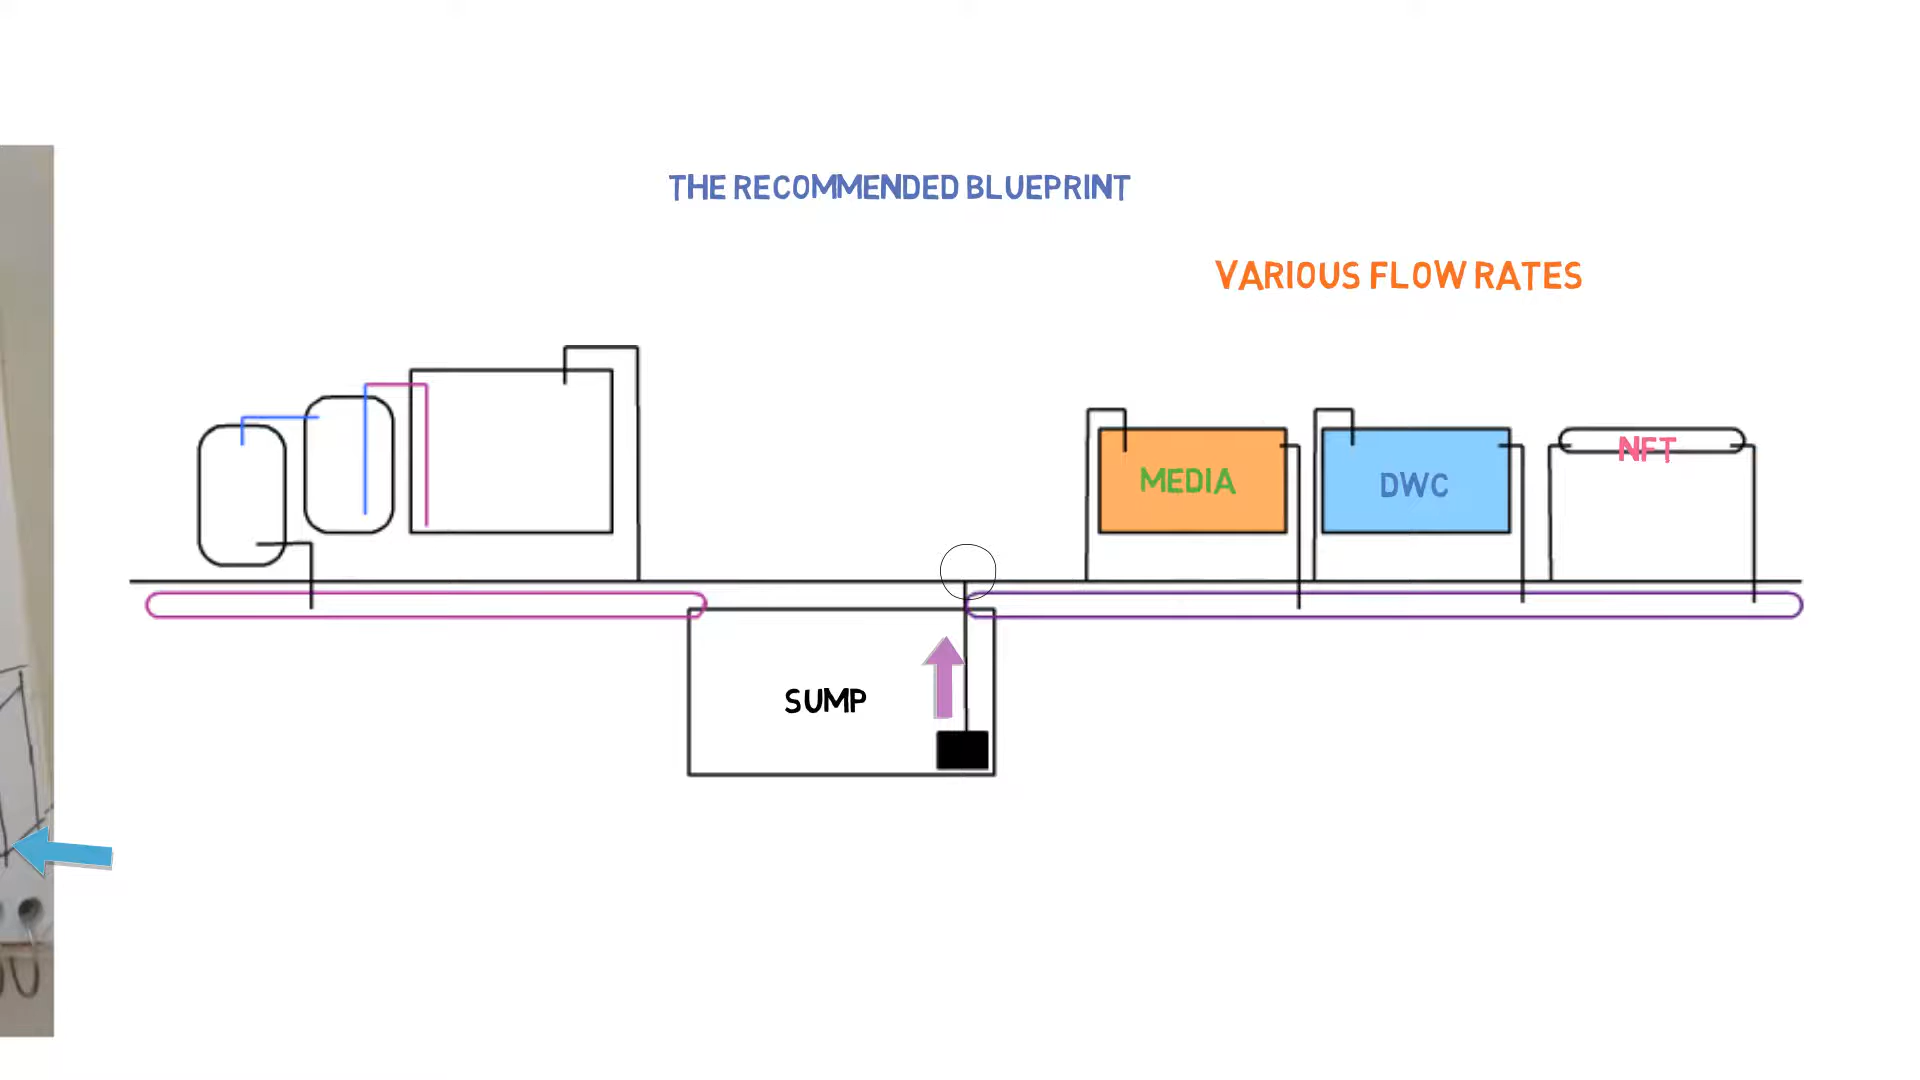 THE RECOMMENDED BLUEPRINT
VARIOUS FLOW RATES
MEDIA
DWC
NFT
SUMP